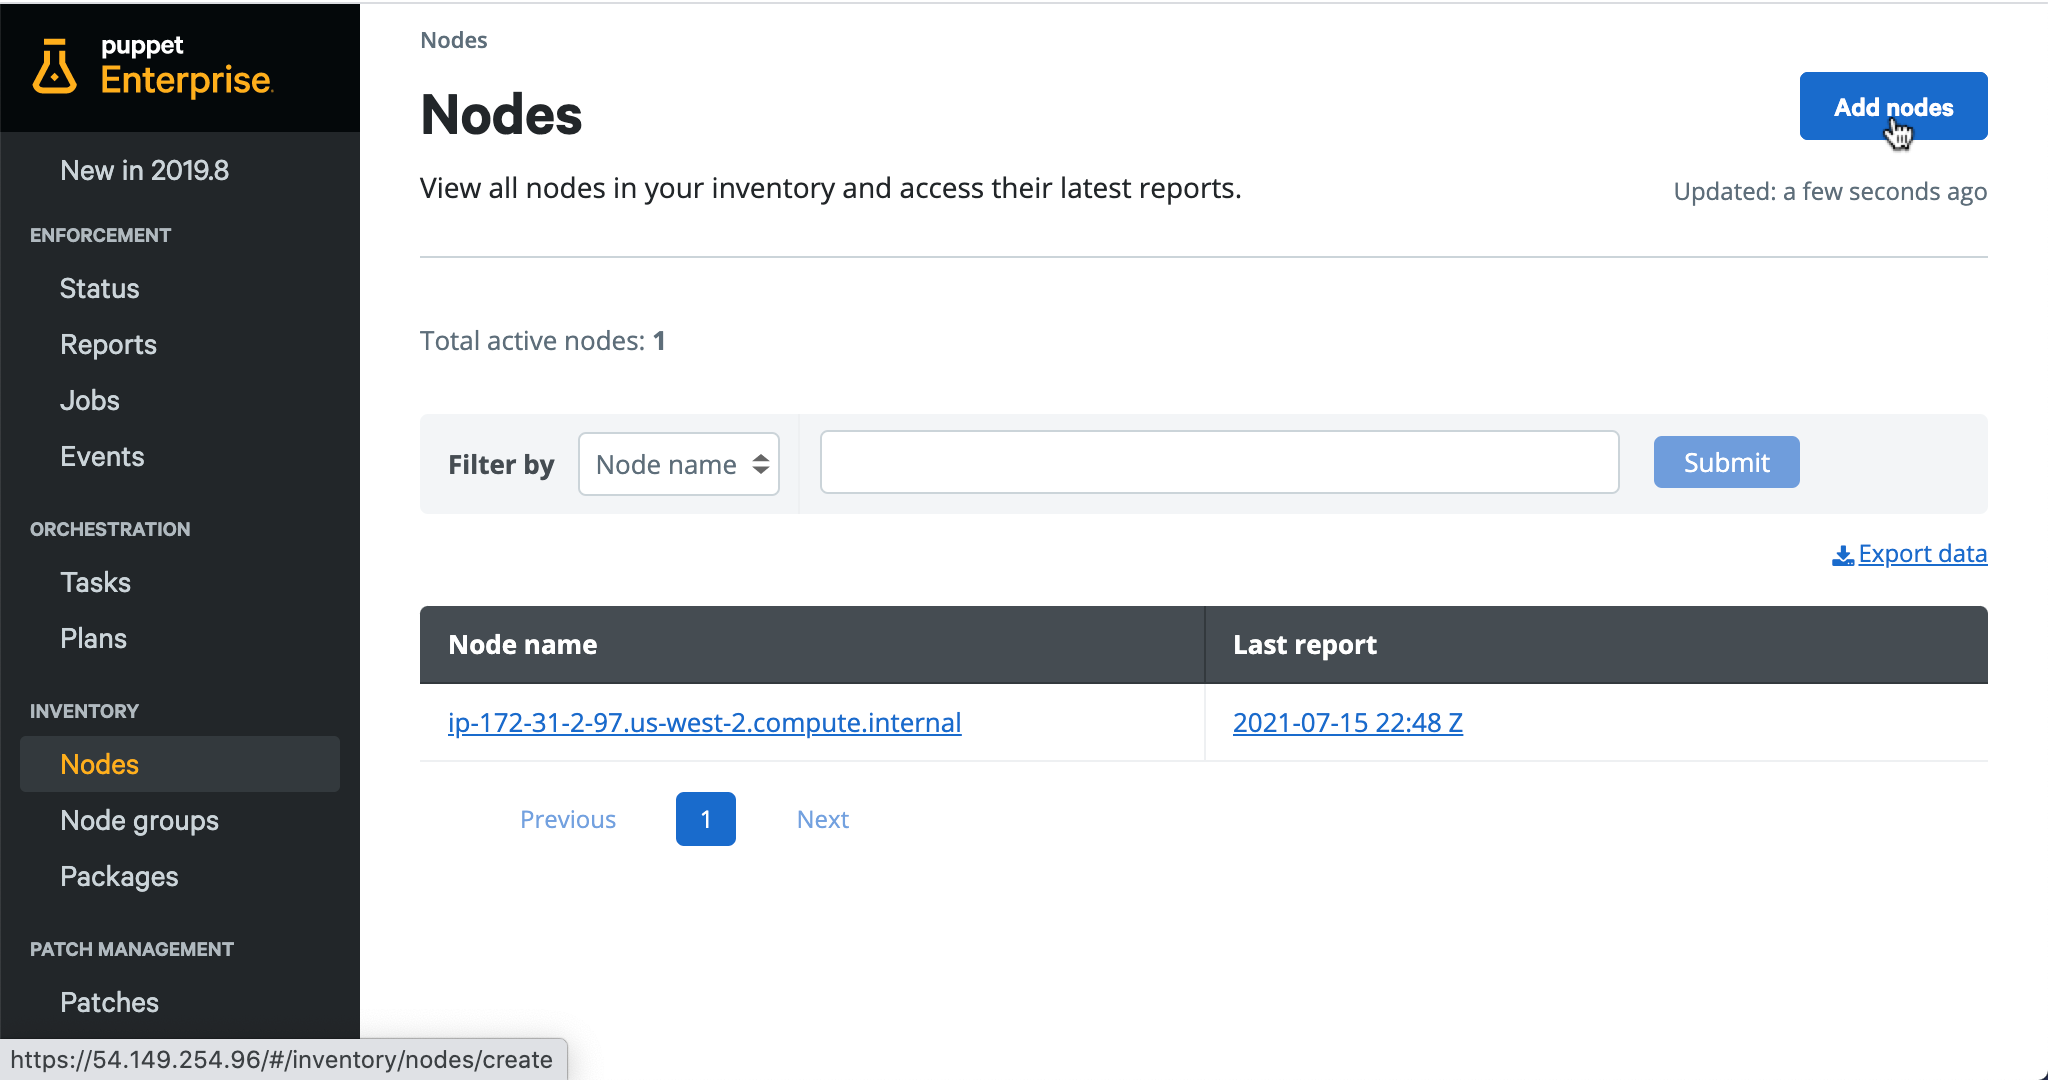 puppet
Enterprise.
New in 2019.8
ENFORCEMENT
Status
Reports
Jobs
Events
ORCHESTRATION
Tasks
Plans
INVENTORY
Nodes
Node groups
Packages
PATCH MANAGEMENT
Patches
https://54.149.254.96/#/inventory/nodes/create
Nodes
Nodes
Add nodes
View all nodes in your inventory and access their latest reports.
Updated: a few seconds ago
Total active nodes: 1
Filter by Node name Submit
Export data
Node name Last report
ip-172-31-2-97.us-west-2.compute.internal 2021-07-15 22:48 Z
Previous 1 Next